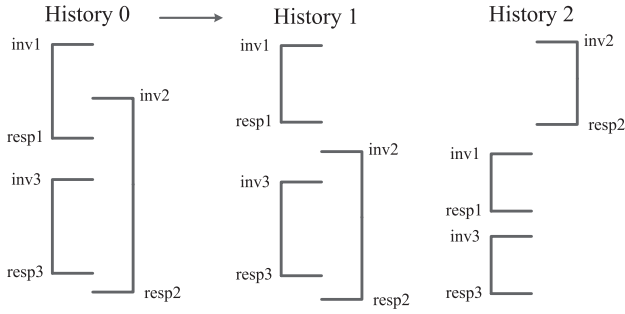 History 0
History 1
History 2
inv1
inv2
resp1
inv3
resp3
resp2
inv1
resp1
inv2
inv3
resp3
resp2
inv2
resp2
inv1
resp1
inv3
resp3